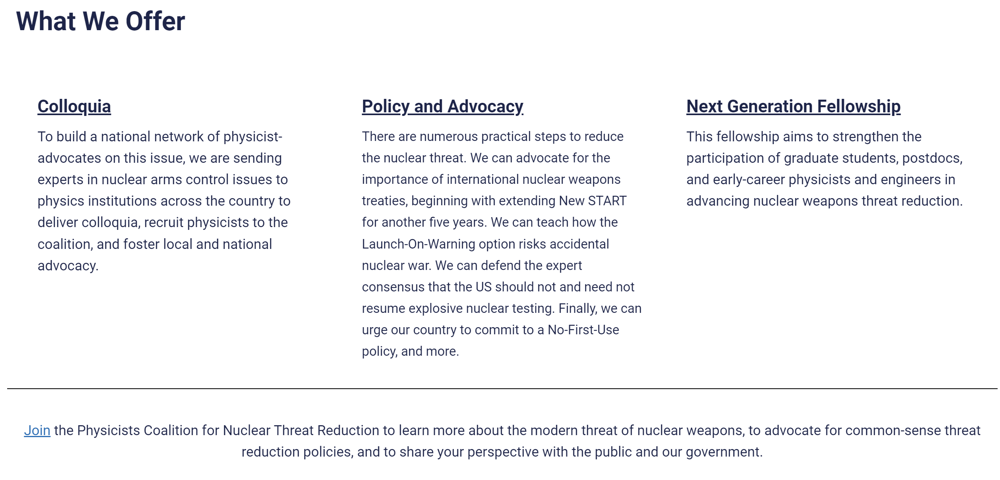 What We Offer
Colloquia
To build a national network of physicist-
advocates on this issue, we are sending
experts in nuclear arms control issues to
physics institutions across the country to
deliver colloquia, recruit physicists to the
coalition, and foster local and national
advocacy.
Policy and Advocacy
There are numerous practical steps to reduce
the nuclear threat. We can advocate for the
importance of international nuclear weapons
treaties, beginning with extending New START
for another five years. We can teach how the
Launch-On-Warning option risks accidental
nuclear war. We can defend the expert
consensus that the US should not and need not
resume explosive nuclear testing. Finally, we can
urge our country to commit to a No-First-Use
policy, and more.
Next Generation Fellowship
This fellowship aims to strengthen the
participation of graduate students, postdocs,
and early-career physicists and engineers in
advancing nuclear weapons threat reduction.
Join the Physicists Coalition for Nuclear Threat Reduction to learn more about the modern threat of nuclear weapons, to advocate for common-sense threat
reduction policies, and to share your perspective with the public and our government.